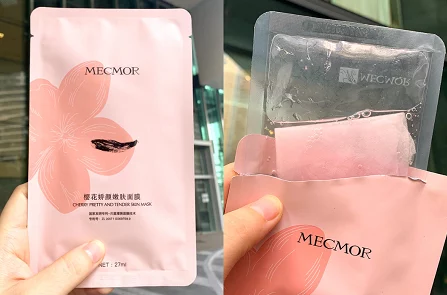 MECMOR
樱花娇颜嫩肤面膜
CHERRY PRETTY AND TENDER SKIN MASK
NET: 27ml
MECMOR
MECMOR